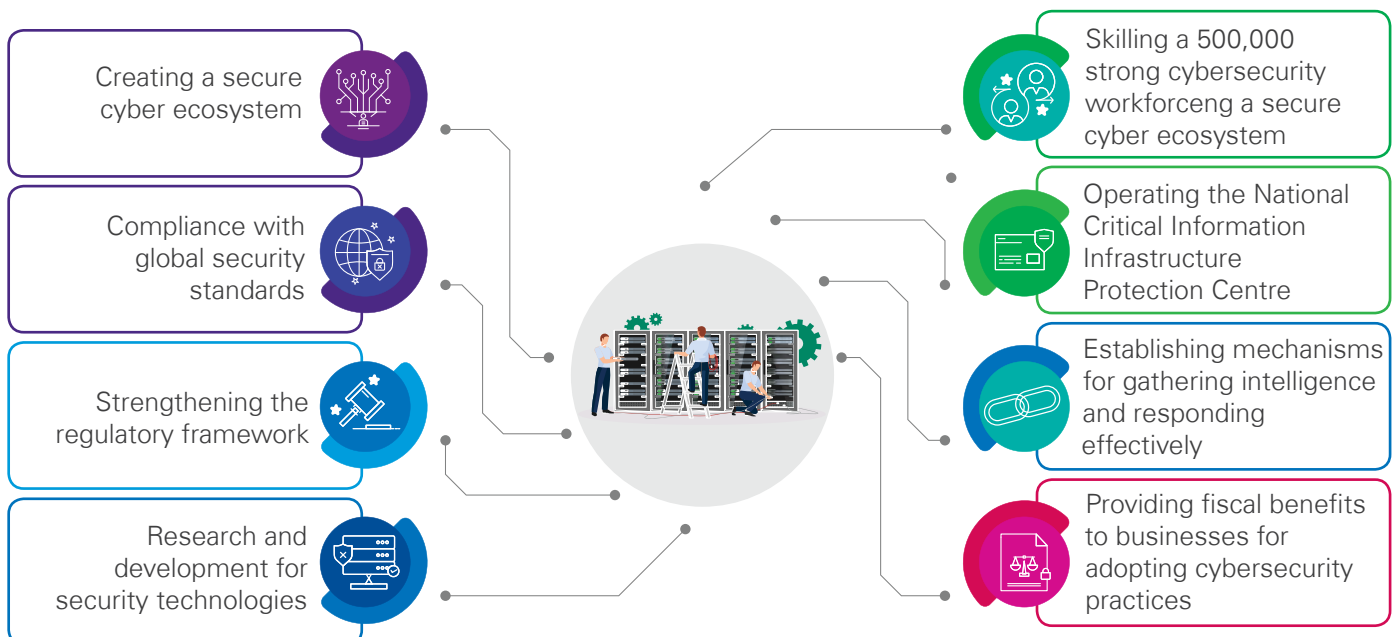 Creating a secure
cyber ecosystem
Compliance with
global security
standards
Strengthening the
regulatory framework
Research and
development for
security technologies
Skilling a 500,000
strong cybersecurity
workforceng a secure
cyber ecosystem
Operating the National
Critical Information
Infrastructure
Protection Centre
Establishing mechanisms
for gathering intelligence
and responding
effectively
Providing fiscal benefits
to businesses for
adopting cybersecurity
practices